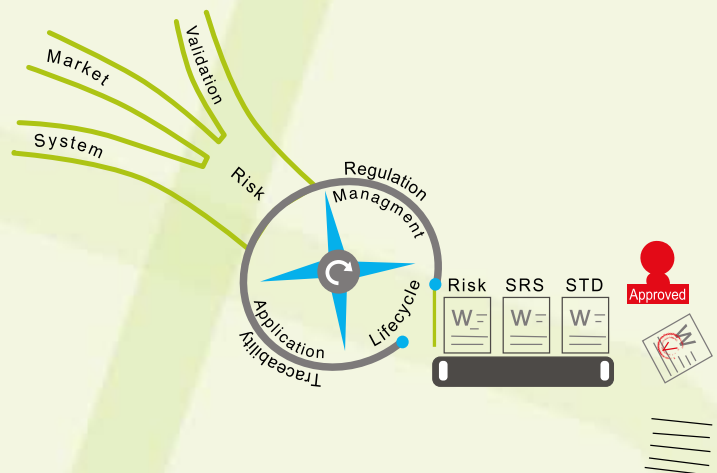 Market
Validation
System
Risk
Regulation
Managment
Application
Lifecycle
Traceability
Risk SRS STD
W W W
Approved
W